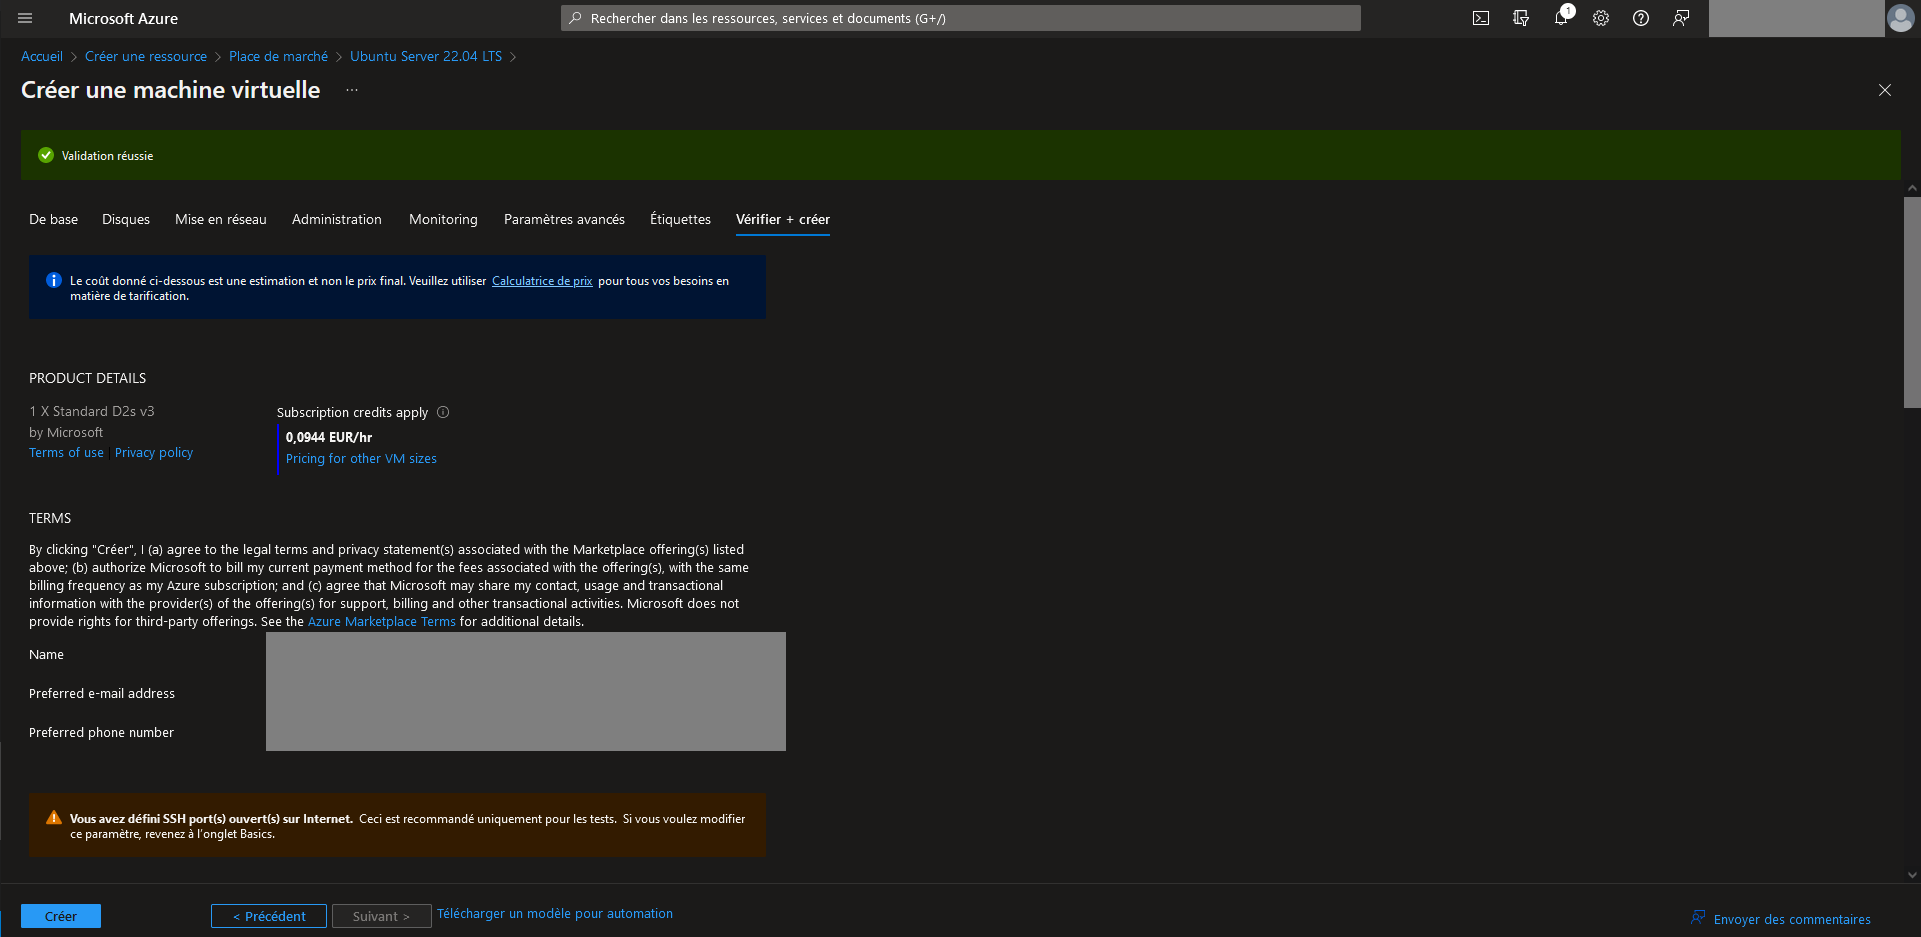 Microsoft Azure
Rechercher dans les ressources, services et documents (G+/)
1
Accueil > Créer une ressource > Place de marché > Ubuntu Server 22.04 LTS >
Créer une machine virtuelle ...
Validation réussie
De base Disques Mise en réseau Administration Monitoring Paramètres avancés Étiquettes Vérifier + créer
Le coût donné ci-dessous est une estimation et non le prix final. Veuillez utiliser Calculatrice de prix pour tous vos besoins en
matière de tarification.
PRODUCT DETAILS
1 X Standard D2s v3
by Microsoft
Terms of use | Privacy policy
Subscription credits apply
0,0944 EUR/hr
Pricing for other VM sizes
TERMS
By clicking "Créer", I (a) agree to the legal terms and privacy statement(s) associated with the Marketplace offering(s) listed
above; (b) authorize Microsoft to bill my current payment method for the fees associated with the offering(s), with the same
billing frequency as my Azure subscription; and (c) agree that Microsoft may share my contact, usage and transactional
information with the provider(s) of the offering(s) for support, billing and other transactional activities. Microsoft does not
provide rights for third-party offerings. See the Azure Marketplace Terms for additional details.
Name
Preferred e-mail address
Preferred phone number
Vous avez défini SSH port(s) ouvert(s) sur Internet. Ceci est recommandé uniquement pour les tests. Si vous voulez modifier
ce paramètre, revenez à l'onglet Basics.
Créer
< Précédent
Suivant >
Télécharger un modèle pour automation
Envoyer des commentaires